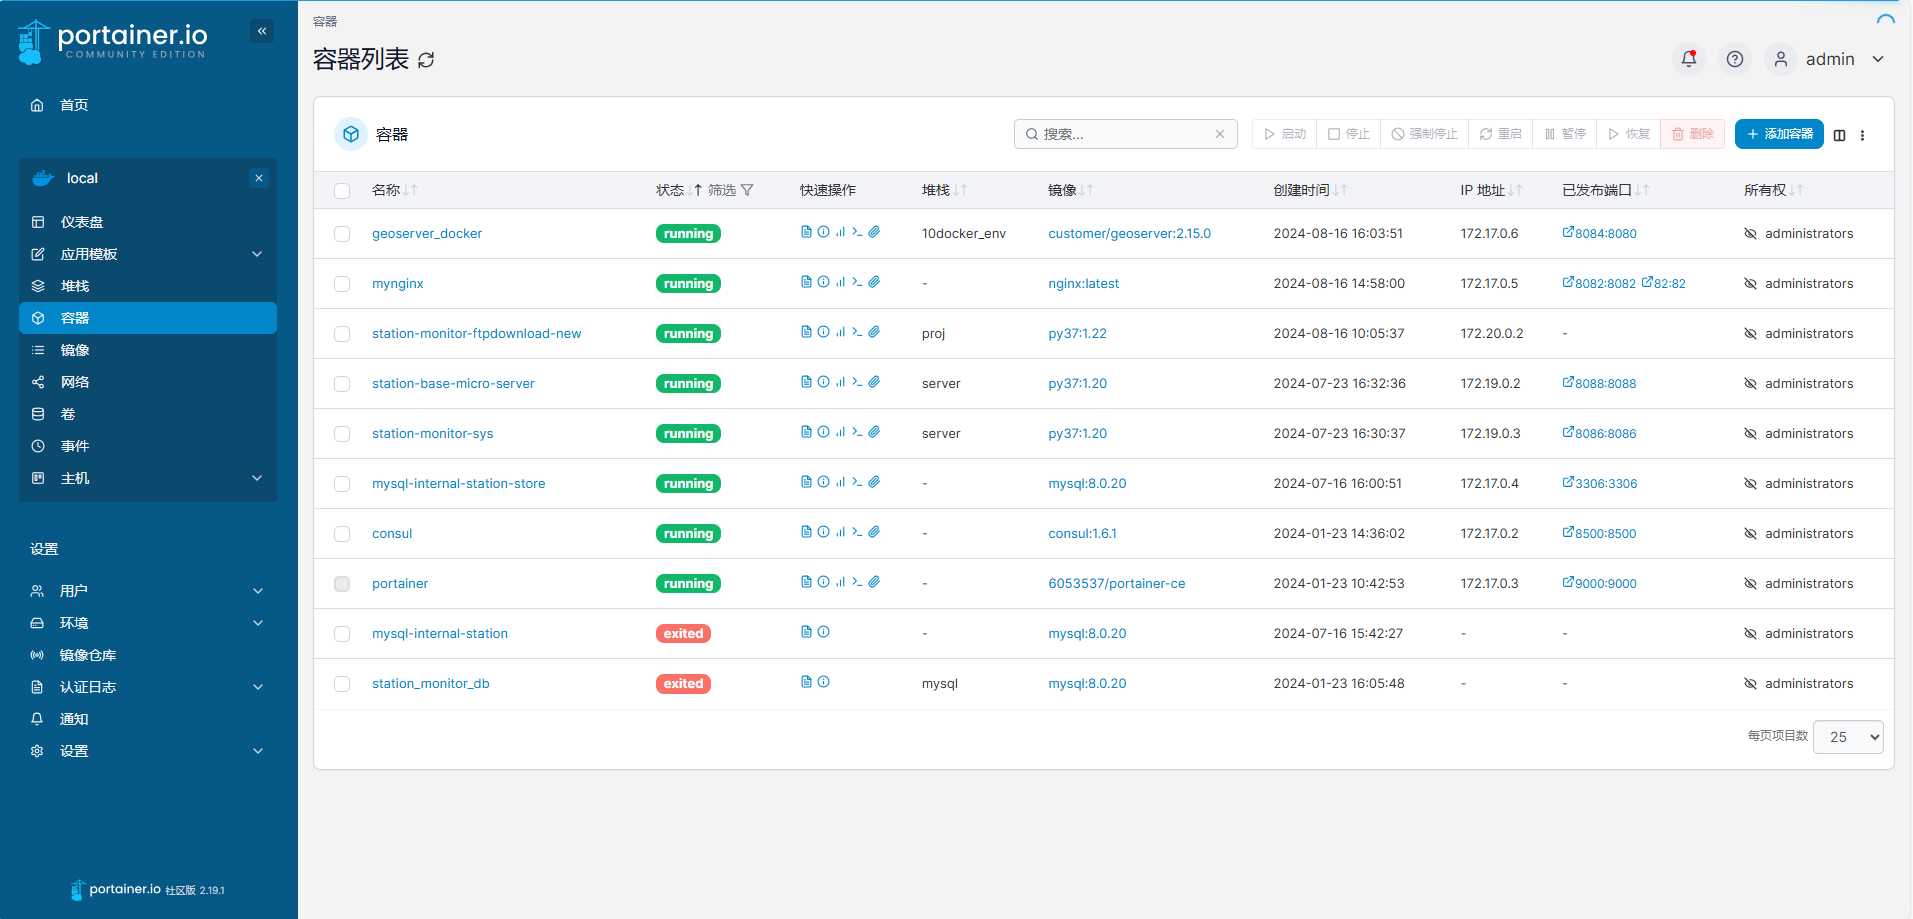 portainer.io
COMMUNITY EDITION
首页
local
仪表盘
应用模板
堆栈
容器
镜像
网络
卷
事件
主机
设置
用户
环境
镜像仓库
认证日志
通知
设置
portainer.io 社区版 2.19.1
容器
容器列表
admin
容器
搜索...
启动 停止 强制停止 重启 暂停 恢复 删除 添加容器
名称 状态 筛选 快速操作 堆栈 镜像 创建时间 IP 地址 已发布端口 所有权
geoserver_docker running 10docker_env customer/geoserver:2.15.0 2024-08-16 16:03:51 172.17.0.6 8084:8080 administrators
mynginx running - nginx:latest 2024-08-16 14:58:00 172.17.0.5 8082:8082 82:82 administrators
station-monitor-ftpdownload-new running proj py37:1.22 2024-08-16 10:05:37 172.20.0.2 - administrators
station-base-micro-server running server py37:1.20 2024-07-23 16:32:36 172.19.0.2 8088:8088 administrators
station-monitor-sys running server py37:1.20 2024-07-23 16:30:37 172.19.0.3 8086:8086 administrators
mysql-internal-station-store running - mysql:8.0.20 2024-07-16 16:00:51 172.17.0.4 3306:3306 administrators
consul running - consul:1.6.1 2024-01-23 14:36:02 172.17.0.2 8500:8500 administrators
portainer running - 6053537/portainer-ce 2024-01-23 10:42:53 172.17.0.3 9000:9000 administrators
mysql-internal-station exited - mysql:8.0.20 2024-07-16 15:42:27 - - administrators
station_monitor_db exited mysql mysql:8.0.20 2024-01-23 16:05:48 - - administrators
每页项目数 25